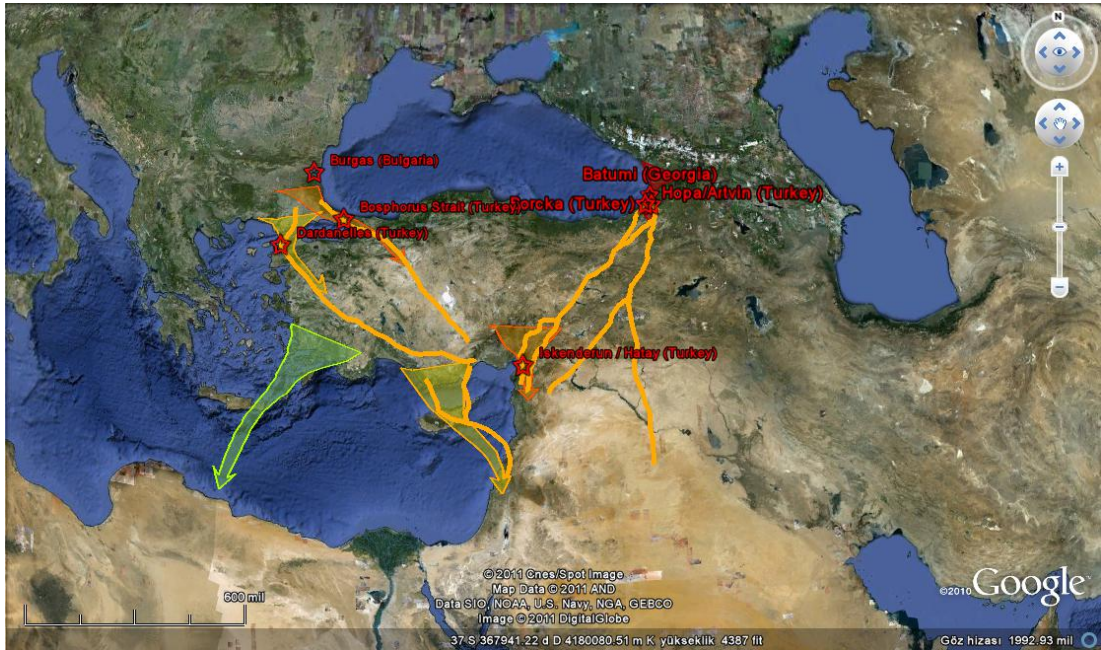 N
Burgas (Bulgaria)
Batumi (Georgia)
Hopa/Artvin (Turkey)
Borcka (Turkey)
Bosphorus Strait (Turkey)
Dardanelles (Turkey)
Iskenderun / Hatay (Turkey)
600 mil
© 2011 Cnes/Spot Image
Map Data © 2011 AND
Data SIO, NOAA, U.S. Navy, NGA, GEBCO
Image © 2011 DigitalGlobe
©2010 Google
37 S 367941.22 d D 4180080.51 m K yükseklik 4387 fit
Göz hizası 1992.93 mil